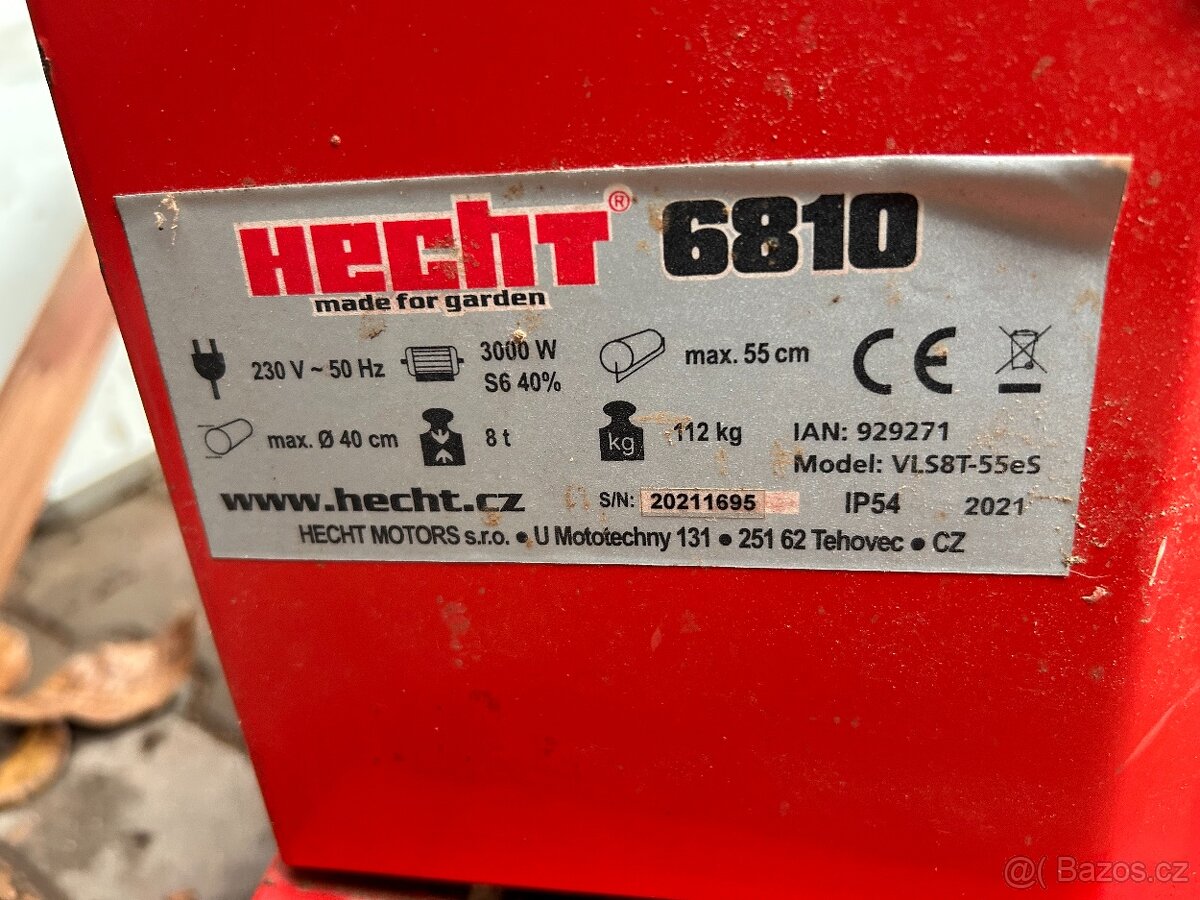 HECHT® 6810
made for garden
230 V ~ 50 Hz 3000 W S6 40% max. 55 cm CE
max. Ø 40 cm 8 t kg 112 kg IAN: 929271
Model: VLS8T-55eS
www.hecht.cz S/N: 20211695 IP54 2021
HECHT MOTORS s.r.o. ● U Mototechny 131 ● 251 62 Tehovec ● CZ
@( Bazos.cz